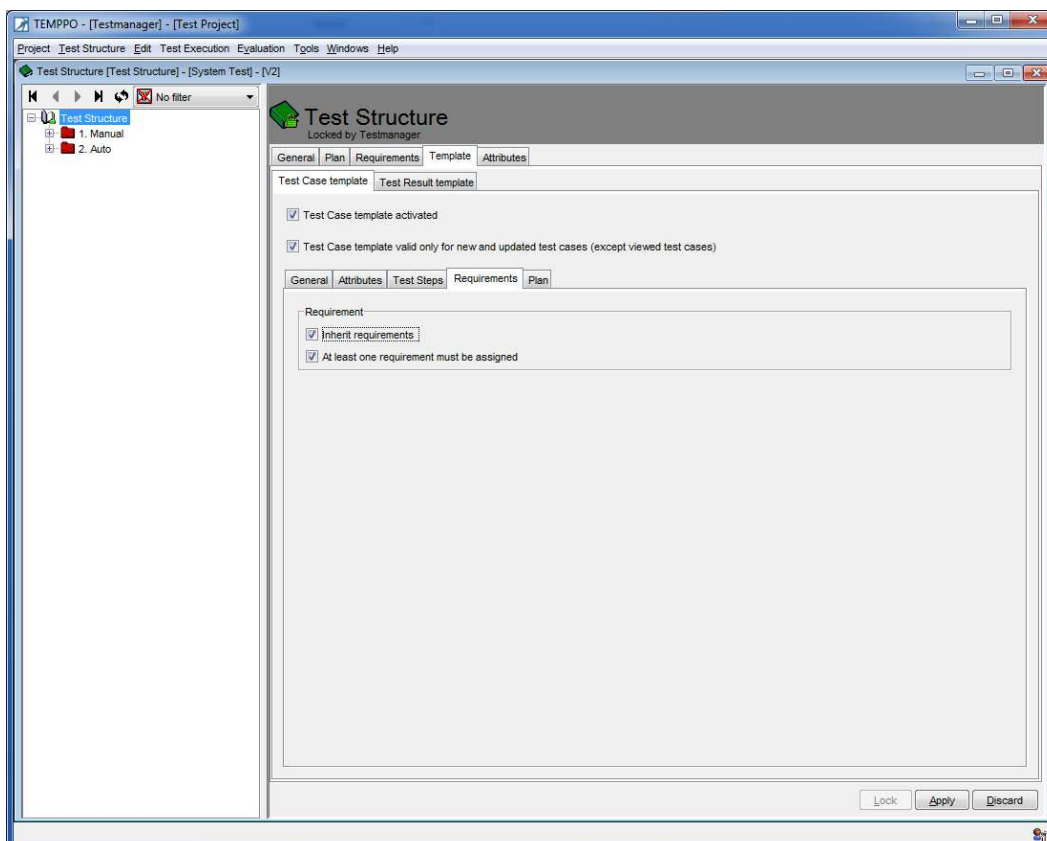 TEMPPO - [Testmanager] - [Test Project]
Project Test Structure Edit Test Execution Evaluation Tools Windows Help
Test Structure [Test Structure] - [System Test] - [V2]
No filter
Test Structure
1. Manual
2. Auto
Test Structure
Locked by Testmanager
General Plan Requirements Template Attributes
Test Case template Test Result template
Test Case template activated
Test Case template valid only for new and updated test cases (except viewed test cases)
General Attributes Test Steps Requirements Plan
Requirement
Inherit requirements
At least one requirement must be assigned
Lock Apply Discard